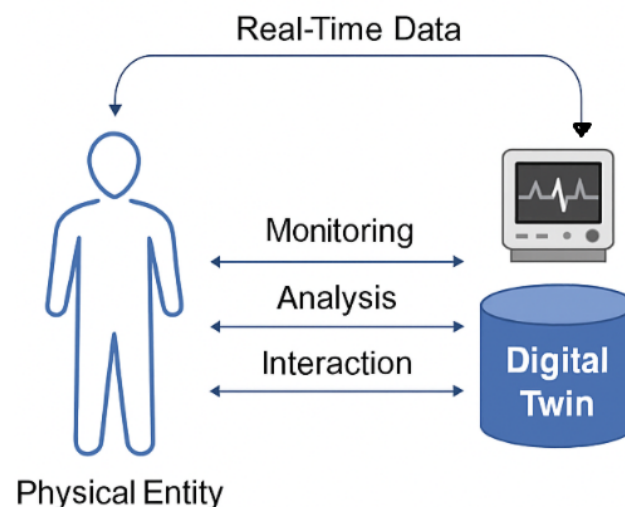 Real-Time Data
Monitoring
Analysis
Interaction
Digital
Twin
Physical Entity